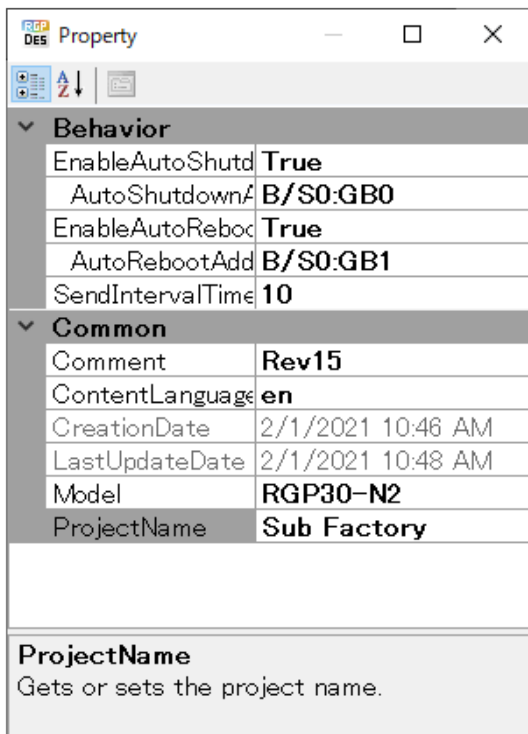 RGP
DES Property
A
Z
Behavior
EnableAutoShutd True
AutoShutdownA B/S0:GB0
EnableAutoReboc True
AutoRebootAdd B/S0:GB1
SendIntervalTime 10
Common
Comment Rev15
ContentLanguage en
CreationDate 2/1/2021 10:46 AM
LastUpdateDate 2/1/2021 10:48 AM
Model RGP30-N2
ProjectName Sub Factory
ProjectName
Gets or sets the project name.